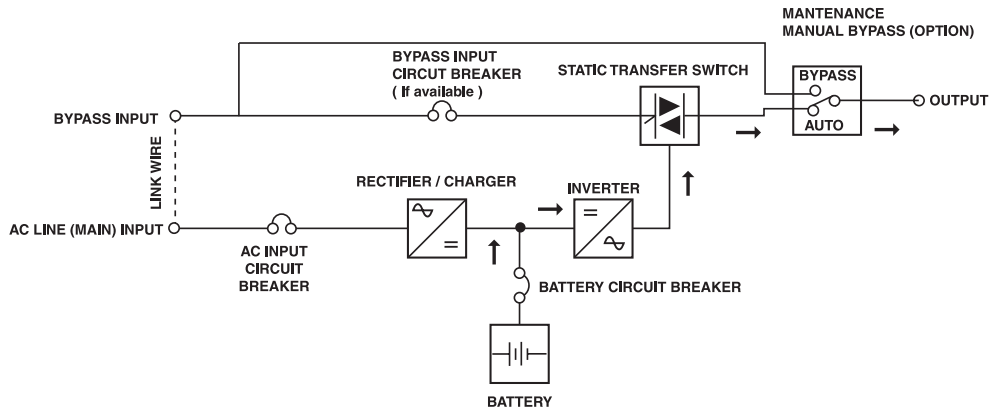 MANTENANCE
MANUAL BYPASS (OPTION)
BYPASS INPUT
CIRCUT BREAKER
( If available )
STATIC TRANSFER SWITCH
BYPASS
AUTO
OUTPUT
BYPASS INPUT
LINK WIRE
RECTIFIER / CHARGER
INVERTER
AC LINE (MAIN) INPUT
AC INPUT
CIRCUIT
BREAKER
BATTERY CIRCUIT BREAKER
BATTERY